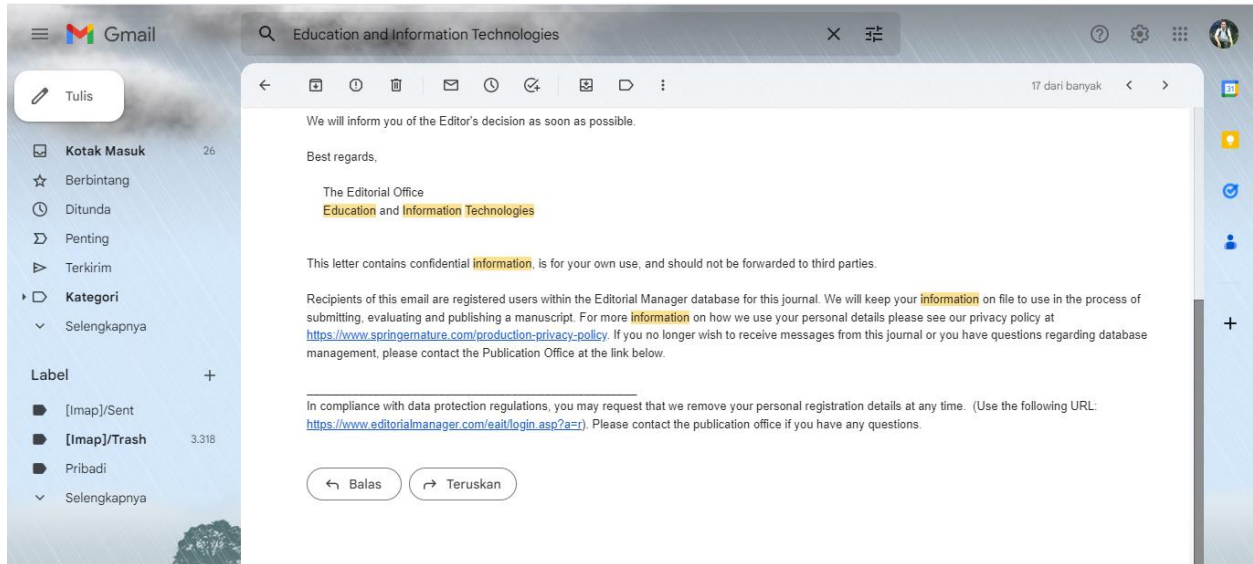 Gmail
Education and Information Technologies
Tulis
17 dari banyak
31
Kotak Masuk 26
Berbintang
Ditunda
Penting
Terkirim
Kategori
Selengkapnya
Label
[Imap]/Sent
[Imap]/Trash 3.318
Pribadi
Selengkapnya
We will inform you of the Editor's decision as soon as possible.
Best regards,
The Editorial Office
Education and Information Technologies
This letter contains confidential information, is for your own use, and should not be forwarded to third parties.
Recipients of this email are registered users within the Editorial Manager database for this journal. We will keep your information on file to use in the process of
submitting, evaluating and publishing a manuscript. For more information on how we use your personal details please see our privacy policy at
https://www.springernature.com/production-privacy-policy. If you no longer wish to receive messages from this journal or you have questions regarding database
management, please contact the Publication Office at the link below.
In compliance with data protection regulations, you may request that we remove your personal registration details at any time. (Use the following URL:
https://www.editorialmanager.com/eait/login.asp?a=r). Please contact the publication office if you have any questions.
Balas
Teruskan